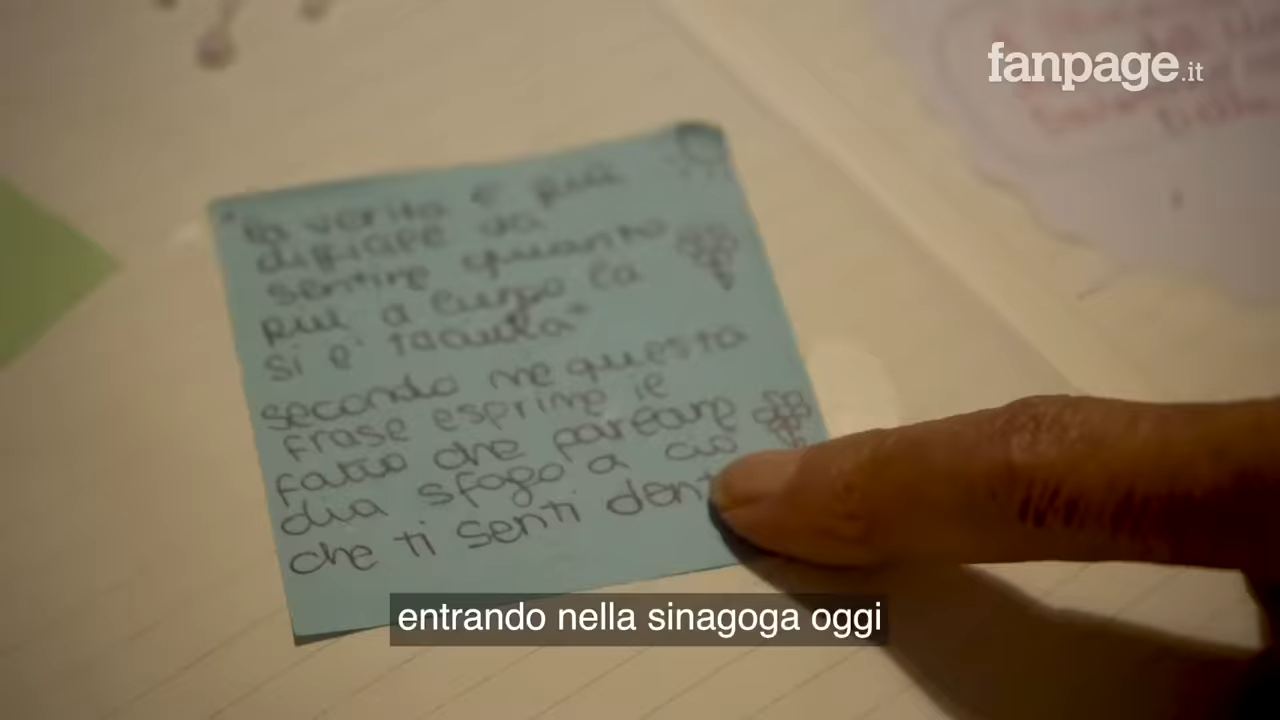 fanpage.it
"la verità è più
difficile da
sentire quanto
più a lungo la
si è taciuta"
secondo me questa
frase esprime il
fatto che parlare
dia sfogo a ciò
che ti senti dent
entrando nella sinagoga oggi